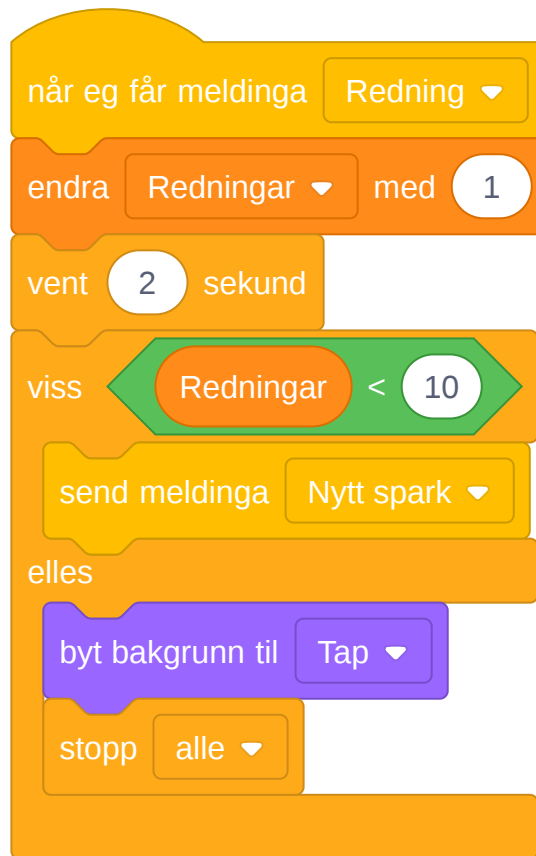 når eg får meldinga Redning
endra Redningar med 1
vent 2 sekund
viss Redningar < 10
send meldinga Nytt spark
elles
byt bakgrunn til Tap
stopp alle